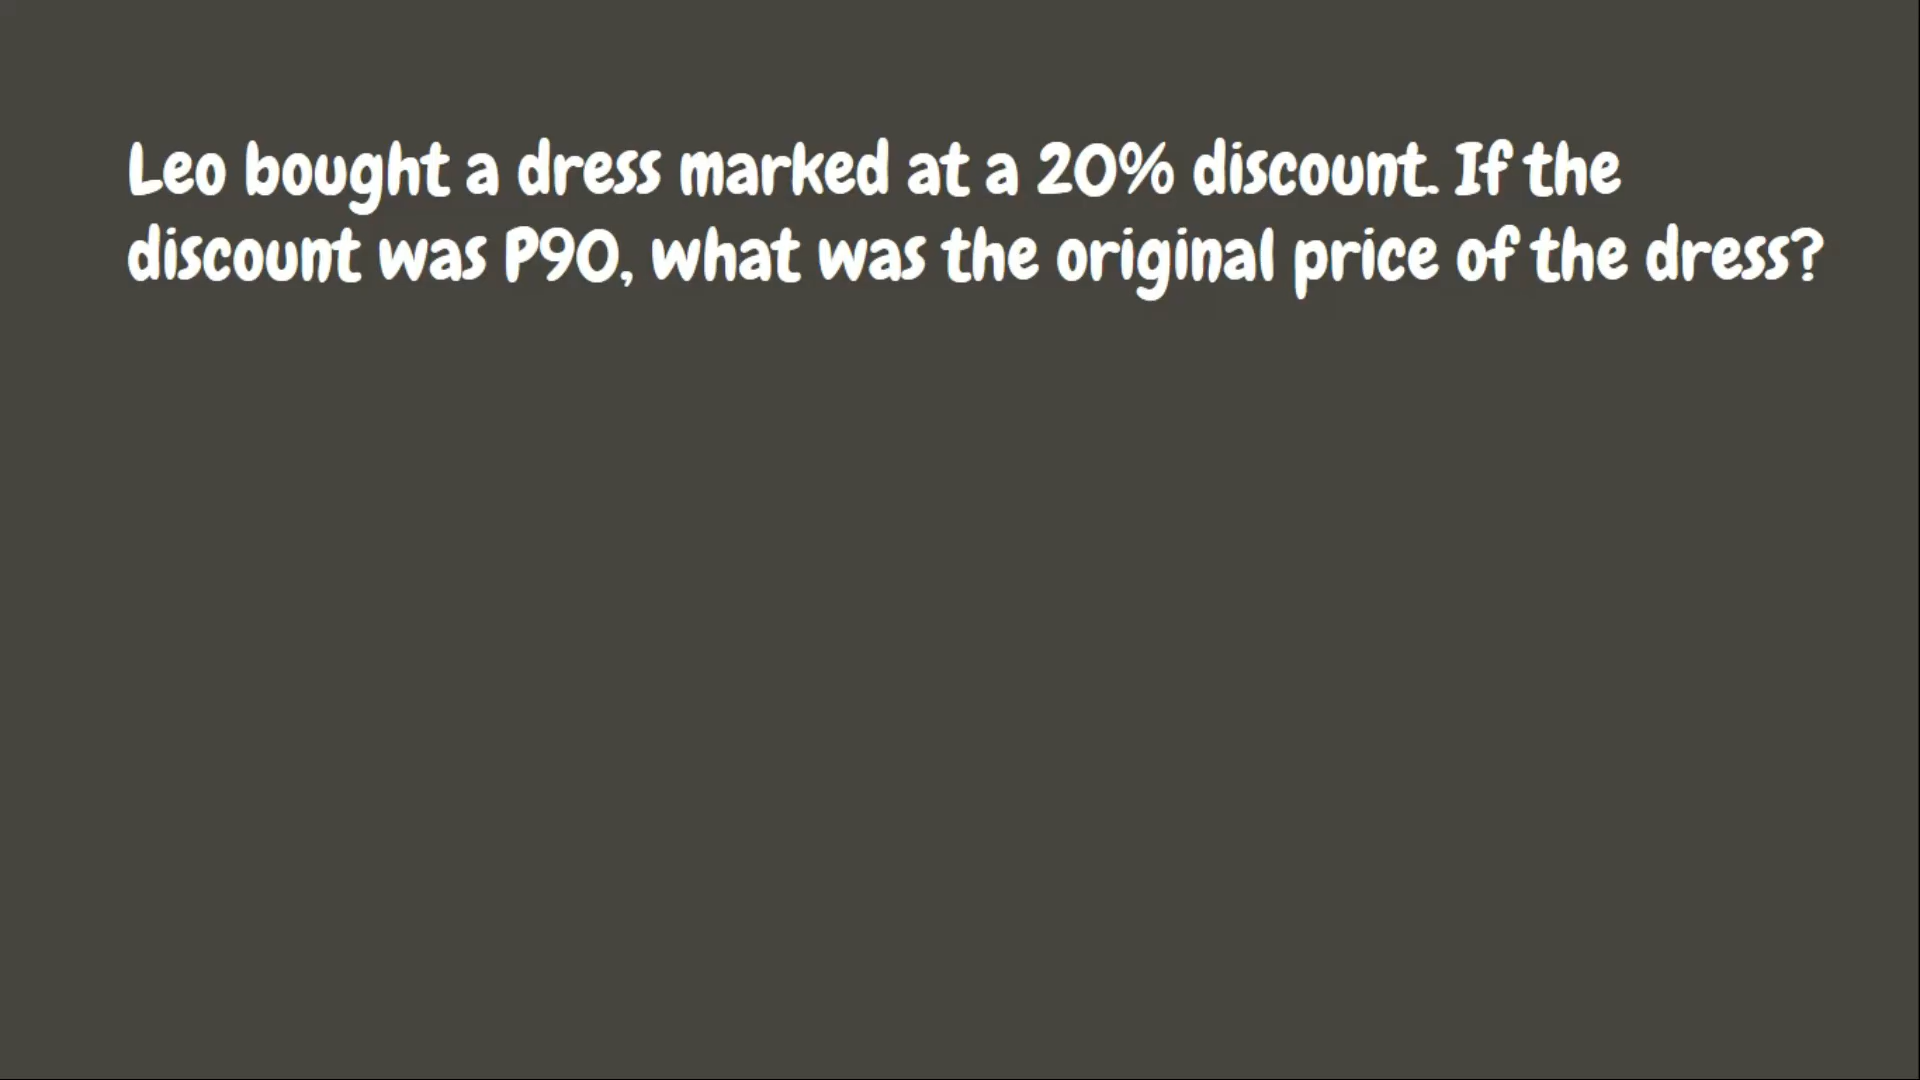 Leo bought a dress marked at a 20% discount. If the
discount was P90, what was the original price of the dress?